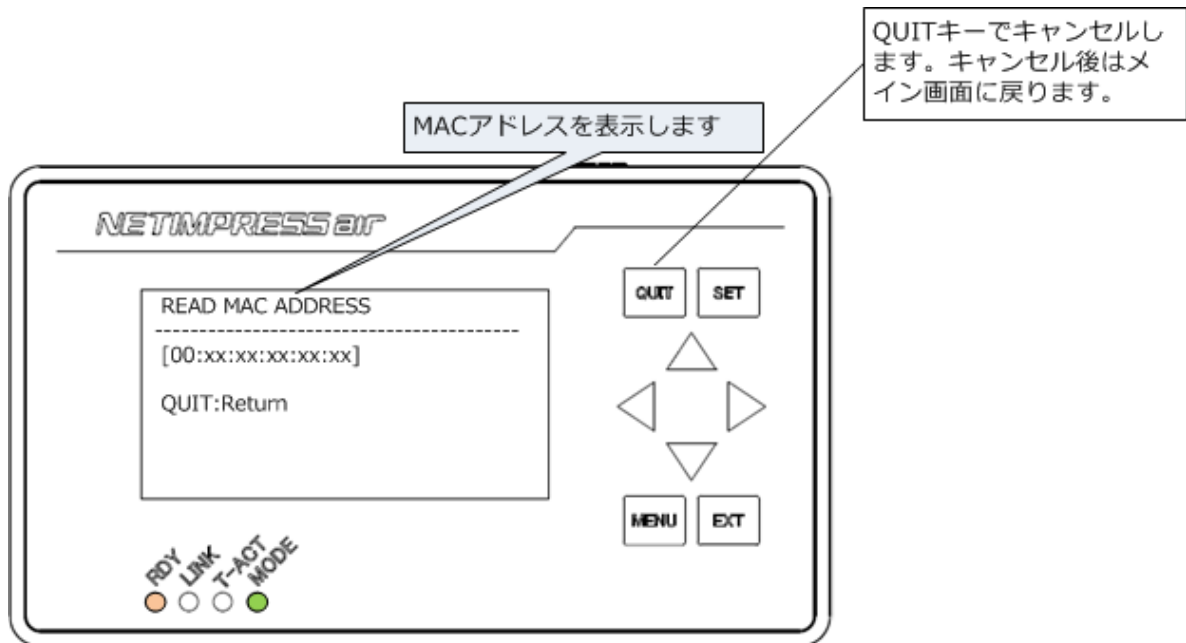 QUITキーでキャンセルし
ます。キャンセル後はメ
イン画面に戻ります。
MACアドレスを表示します
NETIMPRESS air
QUIT SET
READ MAC ADDRESS
--------------------------------------
[00:xx:xx:xx:xx:xx]
QUIT:Return
MENU EXT
RDY LINK T-ACT MODE